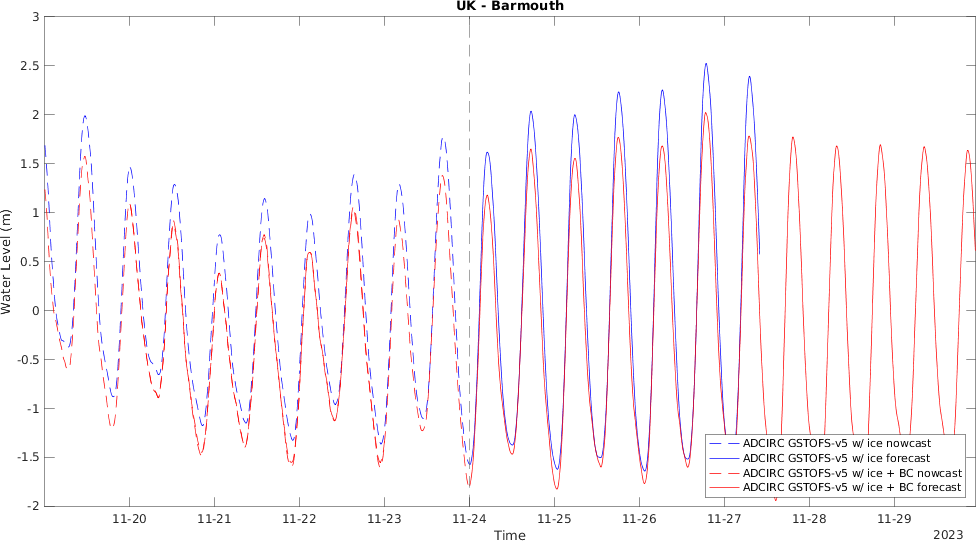 UK - Barmouth
3
2.5
2
1.5
1
0.5
0
-0.5
-1
-1.5
-2
Water Level (m)
ADCIRC GSTOFS-v5 w/ ice nowcast
ADCIRC GSTOFS-v5 w/ ice forecast
ADCIRC GSTOFS-v5 w/ ice + BC nowcast
ADCIRC GSTOFS-v5 w/ ice + BC forecast
11-20 11-21 11-22 11-23 11-24 11-25 11-26 11-27 11-28 11-29
Time
2023